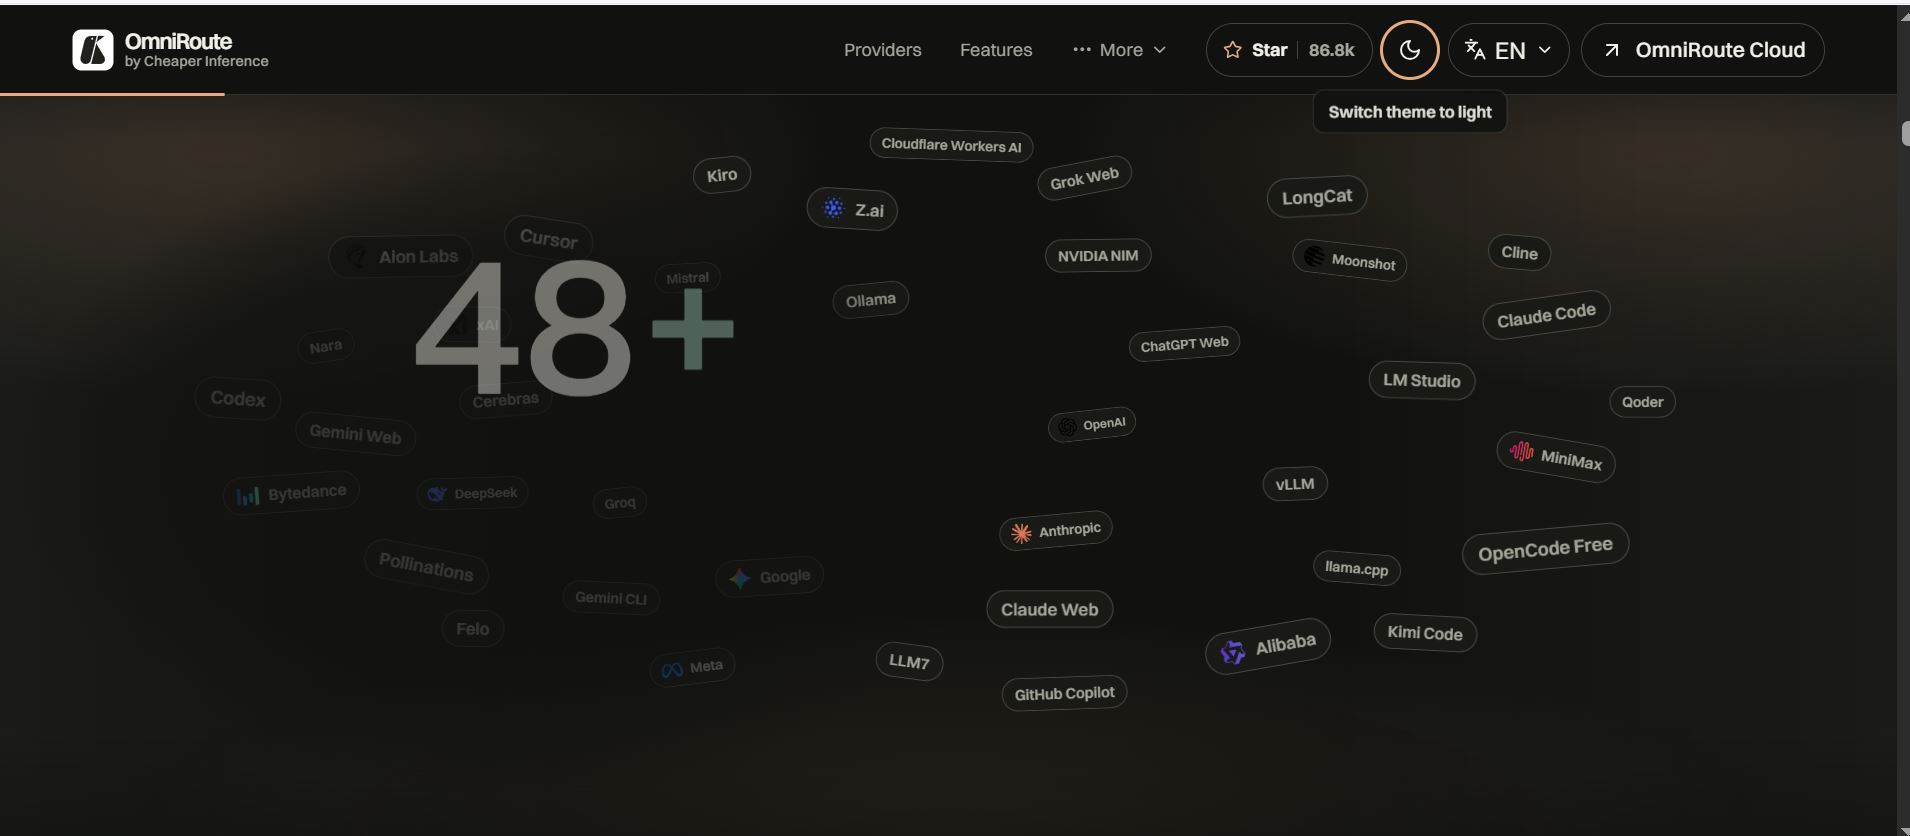 OmniRoute
by Cheaper Inference
Providers
Features
More
Star
86.8k
EN
OmniRoute Cloud
Switch theme to light
Cloudflare Workers AI
Kiro
Grok Web
Z.ai
LongCat
Cursor
Aion Labs
NVIDIA NIM
Moonshot
Cline
Mistral
Ollama
48+
xAI
Claude Code
Nara
ChatGPT Web
LM Studio
Codex
Cerebras
Qoder
Gemini Web
OpenAI
MiniMax
Bytedance
DeepSeek
Groq
vLLM
Anthropic
OpenCode Free
Pollinations
Google
llama.cpp
Gemini CLI
Claude Web
Felo
Kimi Code
Alibaba
Meta
LLM7
GitHub Copilot